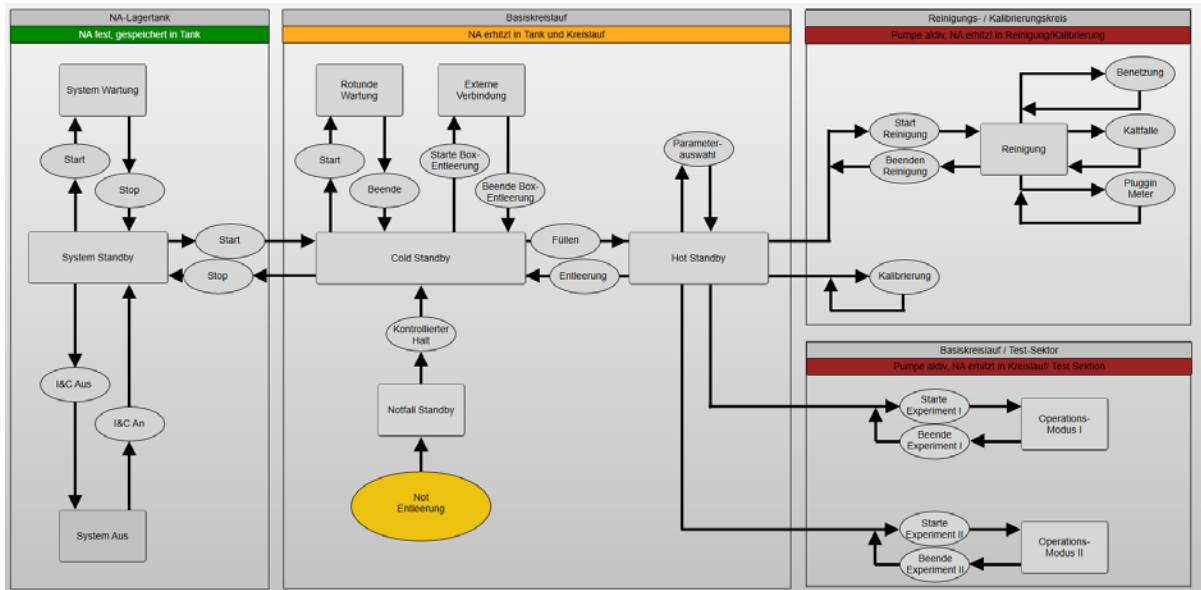 NA-Lagertank
NA fest, gespeichert in Tank
System Wartung
Start
Stop
System Standby
I&C Aus
I&C An
System Aus
Start
Stop
Basiskreislauf
NA erhitzt in Tank und Kreislauf
Rotunde
Wartung
Externe
Verbindung
Start
Beende
Starte Box-
Entleerung
Beende Box-
Entleerung
Cold Standby
Füllen
Entleerung
Parameter-
auswahl
Hot Standby
Kontrollierter
Halt
Notfall Standby
Not
Entleerung
Reinigungs- / Kalibrierungskreis
Pumpe aktiv, NA erhitzt in Reinigung/Kalibrierung
Start
Reinigung
Beenden
Reinigung
Reinigung
Benetzung
Kaltfalle
Pluggin
Meter
Kalibrierung
Basiskreislauf / Test-Sektor
Pumpe aktiv, NA erhitzt in Kreislauf/ Test Sektion
Starte
Experiment I
Beende
Experiment I
Operations-
Modus I
Starte
Experiment II
Beende
Experiment II
Operations-
Modus II